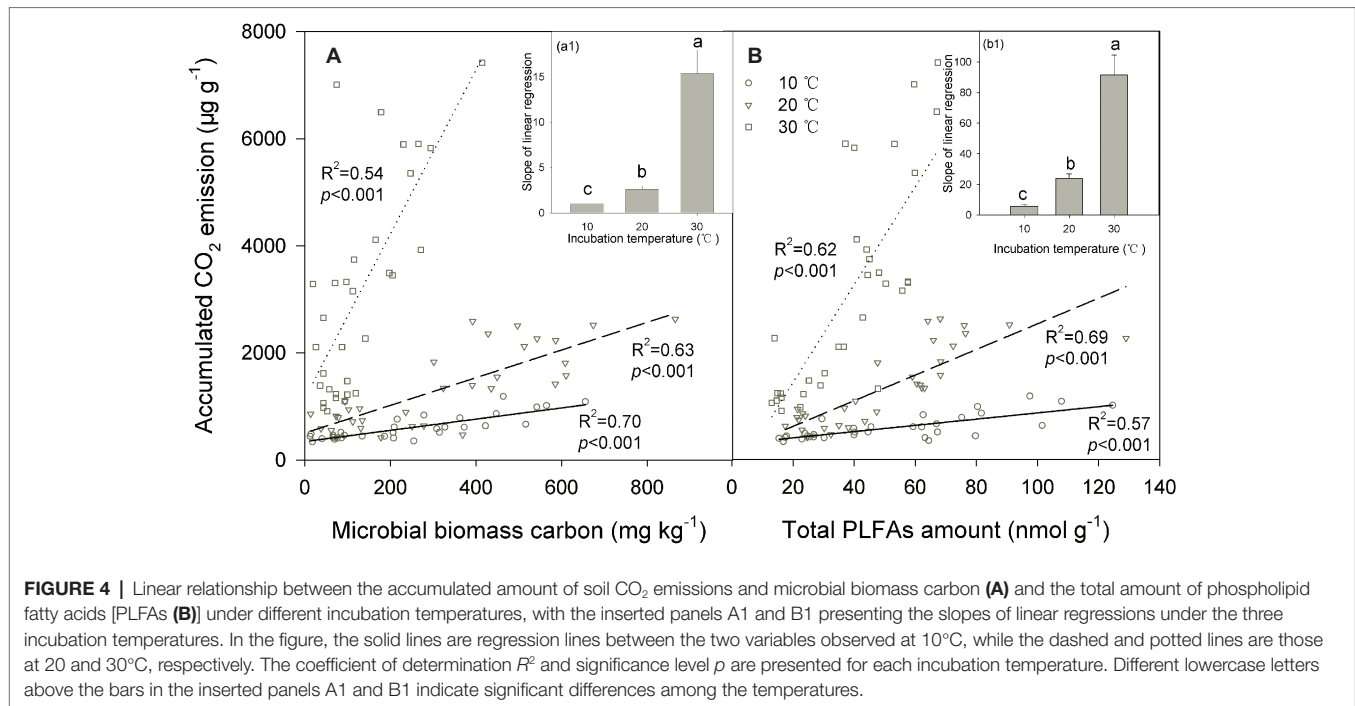 8000
6000
4000
2000
0
Accumulated CO2 emission (µg g-1)
A
R2=0.54
p<0.001
R2=0.63
p<0.001
R2=0.70
p<0.001
0 200 400 600 800
Microbial biomass carbon (mg kg-1)
(a1)
Slope of linear regression
15
10
5
0
c
b
a
10 20 30
Incubation temperature (℃)
B
10 ℃
20 ℃
30 ℃
R2=0.62
p<0.001
R2=0.69
p<0.001
R2=0.57
p<0.001
0 20 40 60 80 100 120 140
Total PLFAs amount (nmol g-1)
(b1)
Slope of linear regression
100
80
60
40
20
0
c
b
a
10 20 30
Incubation temperature (℃)
FIGURE 4 | Linear relationship between the accumulated amount of soil CO2 emissions and microbial biomass carbon (A) and the total amount of phospholipid
fatty acids [PLFAs (B)] under different incubation temperatures, with the inserted panels A1 and B1 presenting the slopes of linear regressions under the three
incubation temperatures. In the figure, the solid lines are regression lines between the two variables observed at 10°C, while the dashed and potted lines are those
at 20 and 30°C, respectively. The coefficient of determination R2 and significance level p are presented for each incubation temperature. Different lowercase letters
above the bars in the inserted panels A1 and B1 indicate significant differences among the temperatures.